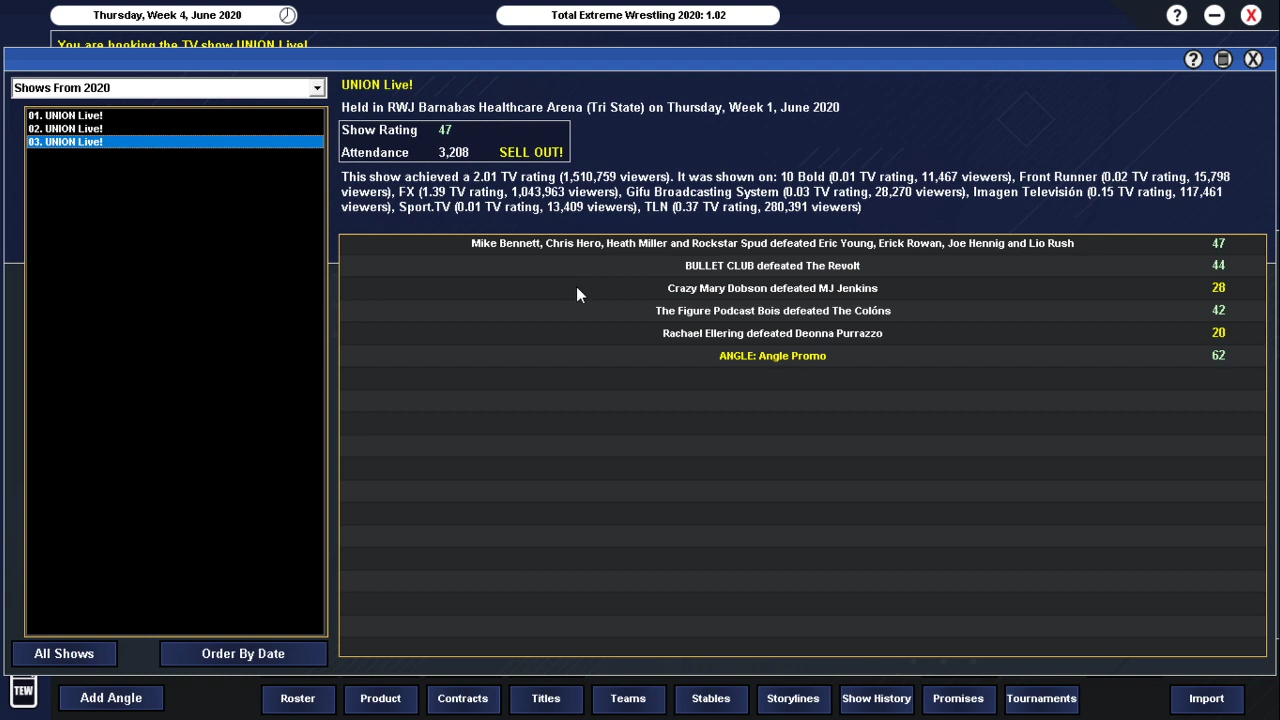 Thursday, Week 4, June 2020
Total Extreme Wrestling 2020: 1.02
You are booking the TV show UNION Live!
Shows From 2020
01. UNION Live!
02. UNION Live!
03. UNION Live!
All Shows
Order By Date
UNION Live!
Held in RWJ Barnabas Healthcare Arena (Tri State) on Thursday, Week 1, June 2020
Show Rating 47
Attendance 3,208 SELL OUT!
This show achieved a 2.01 TV rating (1,510,759 viewers). It was shown on: 10 Bold (0.01 TV rating, 11,467 viewers), Front Runner (0.02 TV rating, 15,798
viewers), FX (1.39 TV rating, 1,043,963 viewers), Gifu Broadcasting System (0.03 TV rating, 28,270 viewers), Imagen Televisión (0.15 TV rating, 117,461
viewers), Sport.TV (0.01 TV rating, 13,409 viewers), TLN (0.37 TV rating, 280,391 viewers)
Mike Bennett, Chris Hero, Heath Miller and Rockstar Spud defeated Eric Young, Erick Rowan, Joe Hennig and Lio Rush 47
BULLET CLUB defeated The Revolt 44
Crazy Mary Dobson defeated MJ Jenkins 28
The Figure Podcast Bois defeated The Colóns 42
Rachael Ellering defeated Deonna Purrazzo 20
ANGLE: Angle Promo 62
TEW
Add Angle
Roster
Product
Contracts
Titles
Teams
Stables
Storylines
Show History
Promises
Tournaments
Import